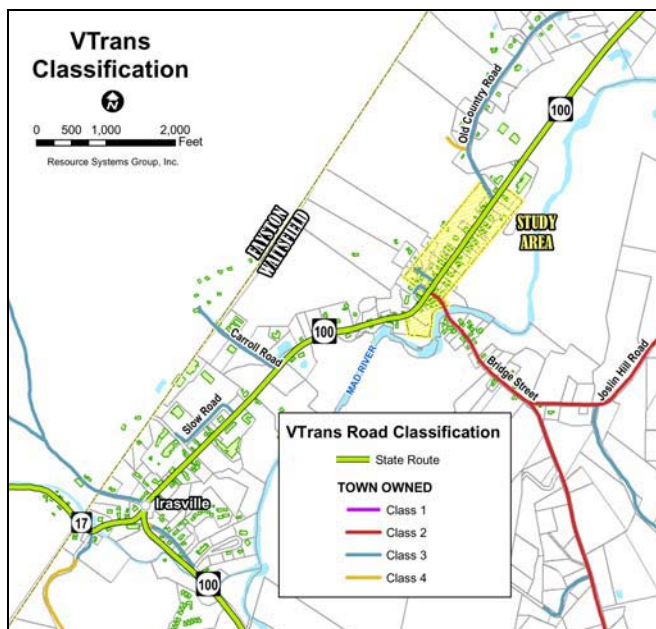 VTrans
Classification
N
0 500 1,000 2,000
Feet
Resource Systems Group, Inc.
Old Country Road
100
STUDY
AREA
FAYSTON
WAITSFIELD
100
Carroll Road
MAD RIVER
Bridge Street
Joslin Hill Road
Slow Road
Irasville
17
100
VTrans Road Classification
State Route
TOWN OWNED
Class 1
Class 2
Class 3
Class 4